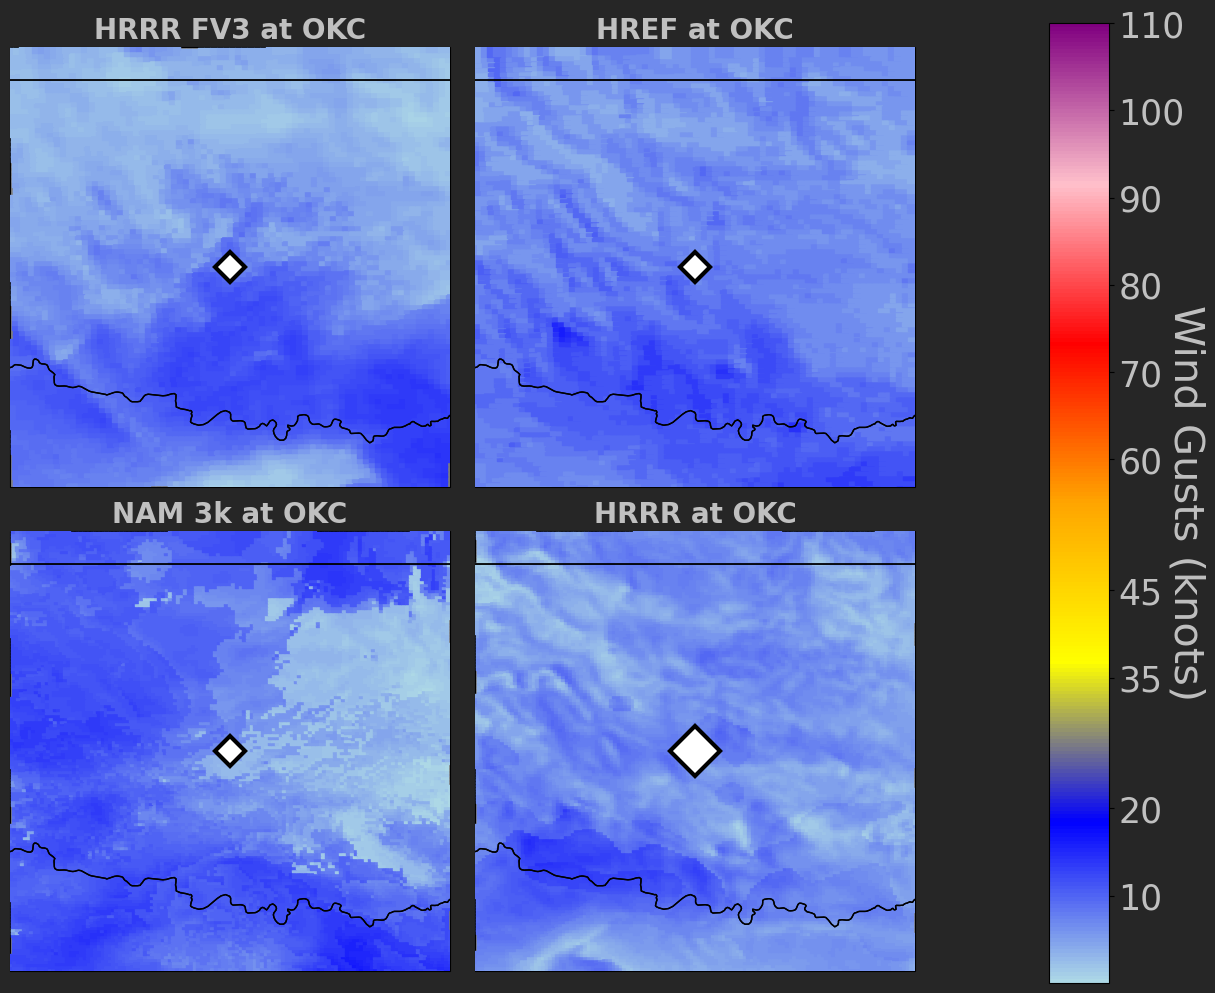 HRRR FV3 at OKC
HREF at OKC
NAM 3k at OKC
HRRR at OKC
110
100
90
80
70
60
45
35
20
10
Wind Gusts (knots)